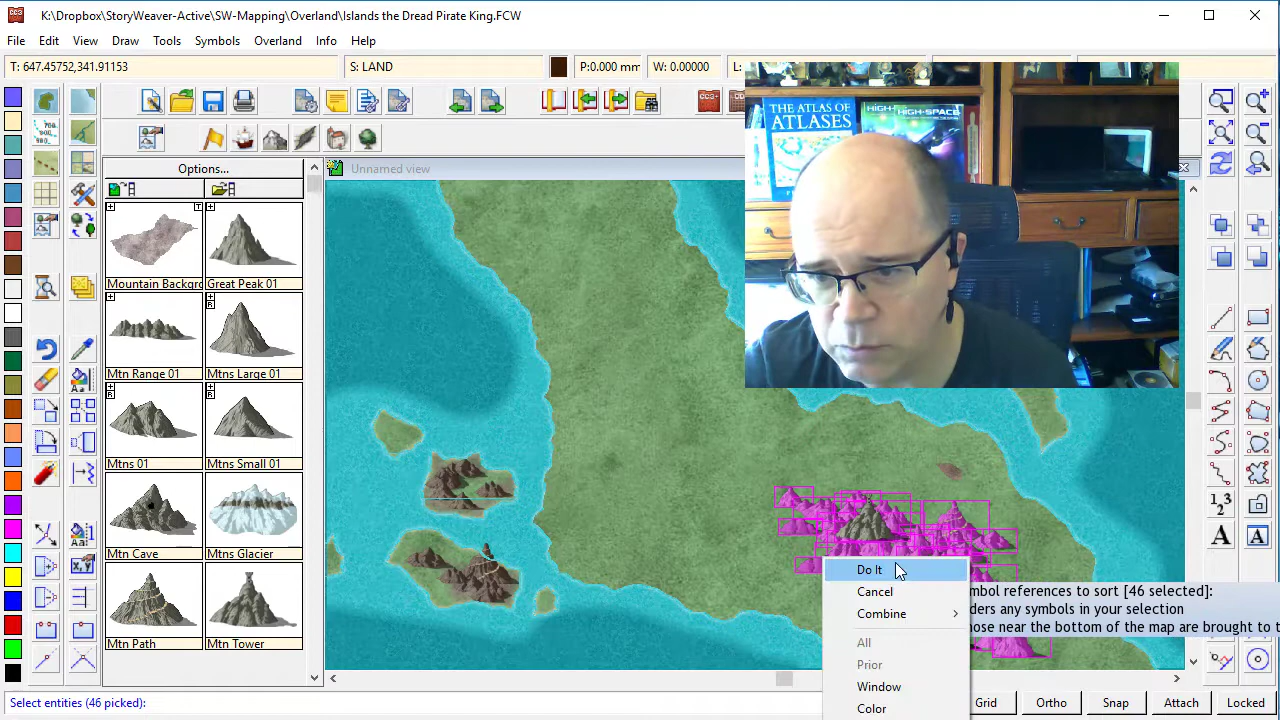 K:\Dropbox\StoryWeaver-Active\SW-Mapping\Overland\Islands the Dread Pirate King.FCW
File Edit View Draw Tools Symbols Overland Info Help
T: 647.45752,341.91153 S: LAND P:0.000 mm W: 0.00000 L:
THE ATLAS OF
ATLASES
HIGH-SPACE
Options...
Unnamed view
Mountain Backgro Great Peak 01
Mtn Range 01 Mtns Large 01
Mtns 01 Mtns Small 01
Mtn Cave Mtns Glacier
Mtn Path Mtn Tower
Do It
Cancel
Combine
All
Prior
Window
Color
mbol references to sort [46 selected]:
ders any symbols in your selection
hose near the bottom of the map are brought to t
Select entities (46 picked):
Grid Ortho Snap Attach Locked